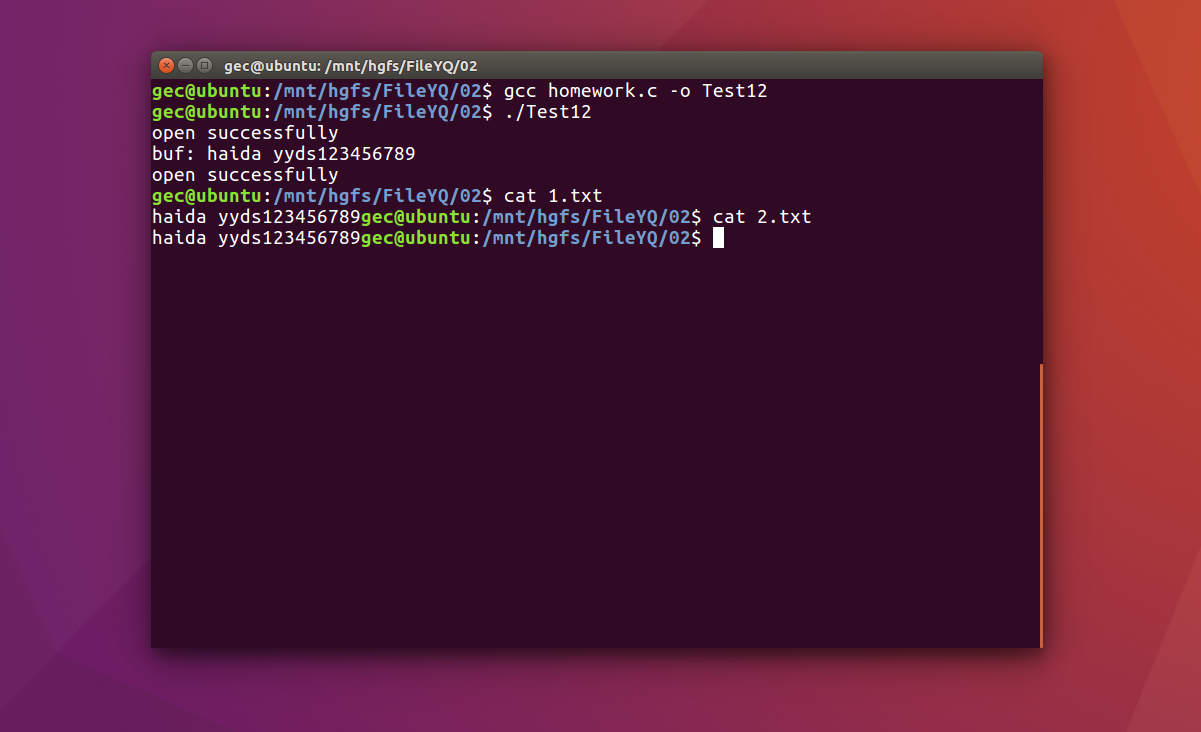 gec@ubuntu: /mnt/hgfs/FileYQ/02
gec@ubuntu:/mnt/hgfs/FileYQ/02$ gcc homework.c -o Test12
gec@ubuntu:/mnt/hgfs/FileYQ/02$ ./Test12
open successfully
buf: haida yyds123456789
open successfully
gec@ubuntu:/mnt/hgfs/FileYQ/02$ cat 1.txt
haida yyds123456789gec@ubuntu:/mnt/hgfs/FileYQ/02$ cat 2.txt
haida yyds123456789gec@ubuntu:/mnt/hgfs/FileYQ/02$